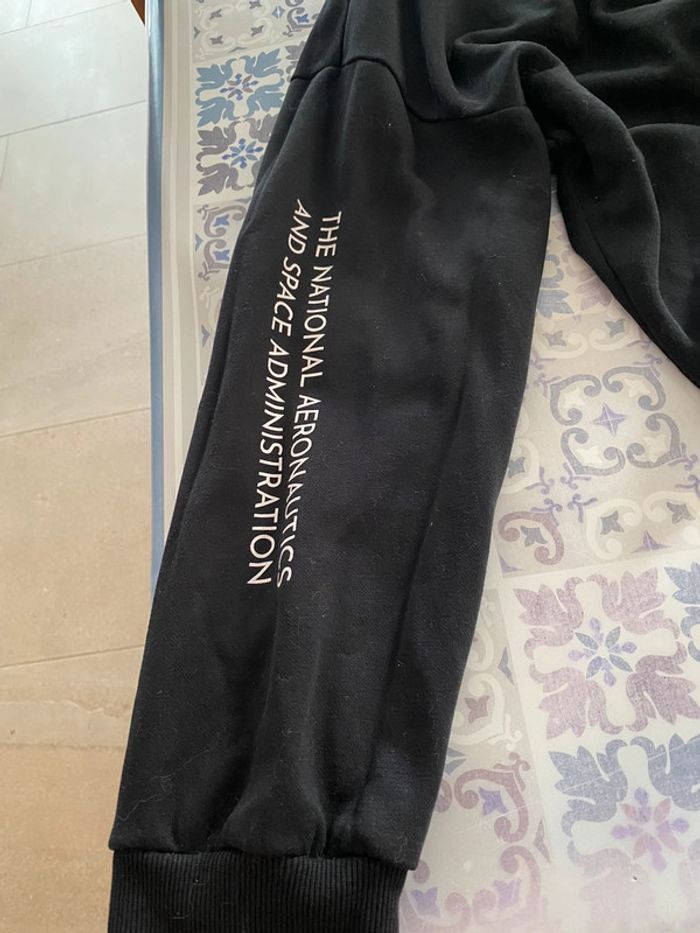 THE NATIONAL AERONAUTICS
AND SPACE ADMINISTRATION